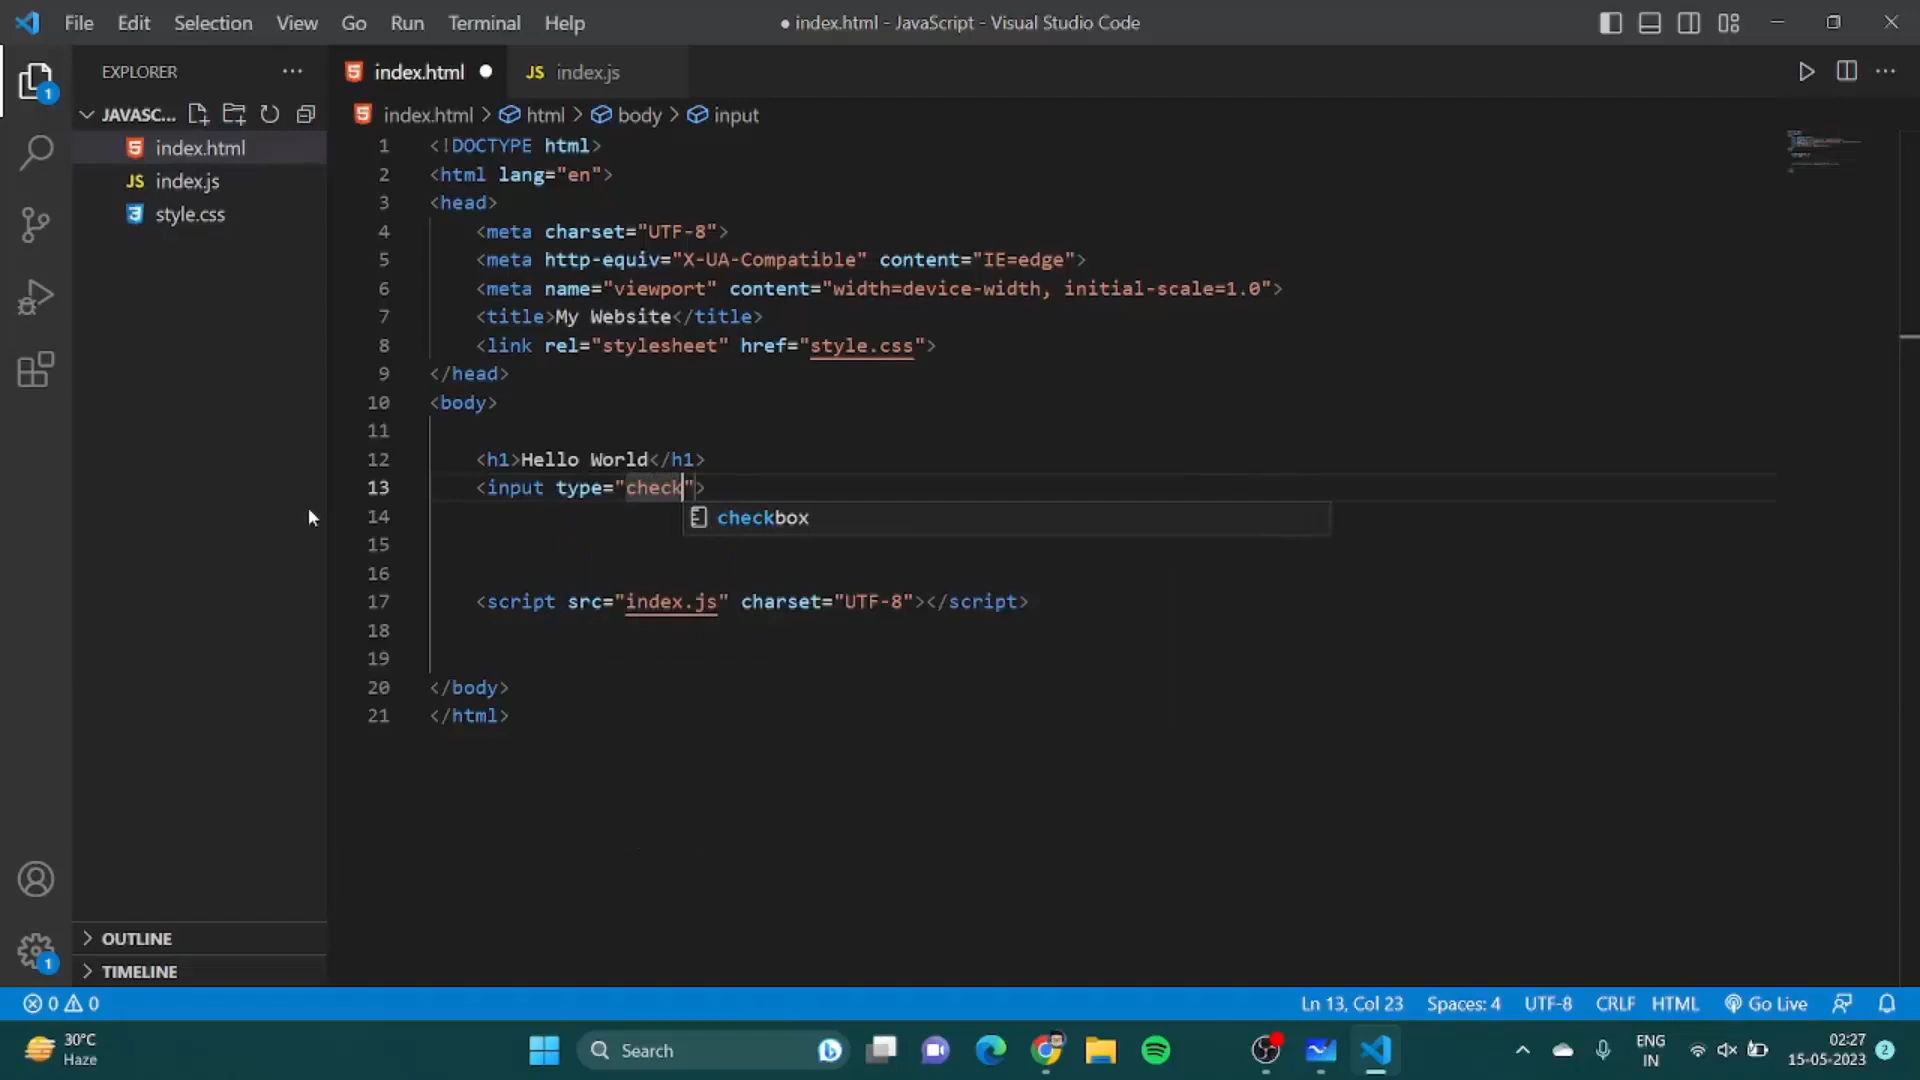 File Edit Selection View Go Run Terminal Help
● index.html - JavaScript - Visual Studio Code
EXPLORER
index.html
JS index.js
JAVASC...
index.html > html > body > input
index.html
JS index.js
style.css
1 <!DOCTYPE html>
2 <html lang="en">
3 <head>
4 <meta charset="UTF-8">
5 <meta http-equiv="X-UA-Compatible" content="IE=edge">
6 <meta name="viewport" content="width=device-width, initial-scale=1.0">
7 <title>My Website</title>
8 <link rel="stylesheet" href="style.css">
9 </head>
10 <body>
11
12 <h1>Hello World</h1>
13 <input type="check">
14 checkbox
15
16
17 <script src="index.js" charset="UTF-8"></script>
18
19
20 </body>
21 </html>
1
OUTLINE
1
TIMELINE
0 0
Ln 13, Col 23 Spaces: 4 UTF-8 CRLF HTML Go Live
30°C
Haze
Search
ENG
IN
02:27
15-05-2023
2